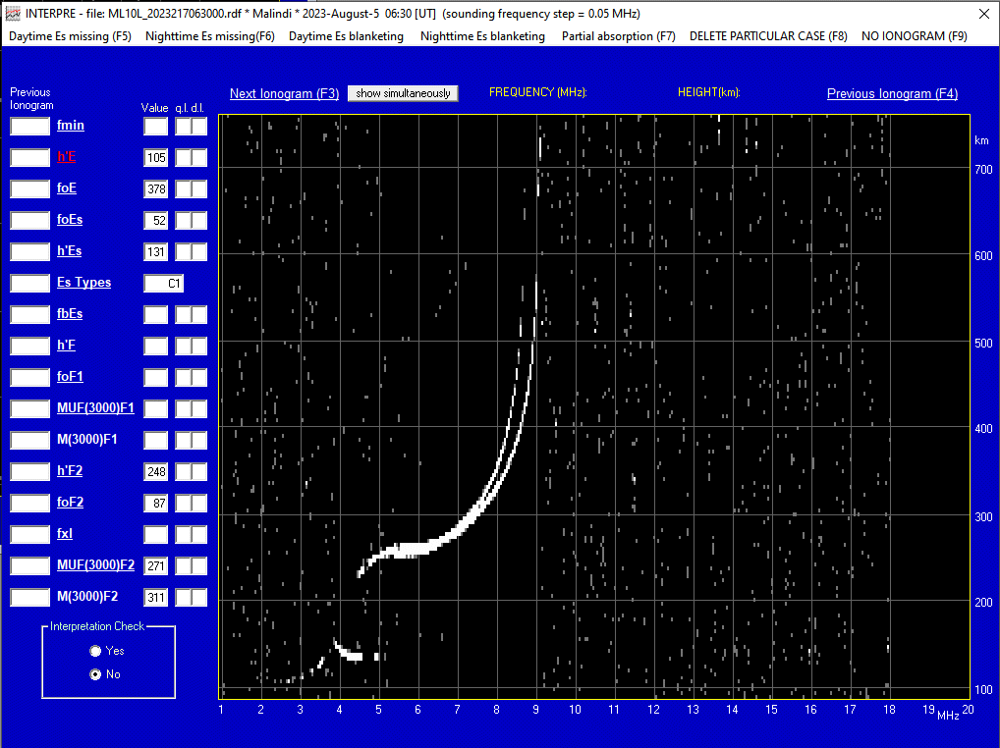 INTERPRE - file: ML10L_2023217063000.rdf * Malindi * 2023-August-5 06:30 [UT] (sounding frequency step = 0.05 MHz)
Daytime Es missing (F5) Nighttime Es missing(F6) Daytime Es blanketing Nighttime Es blanketing Partial absorption (F7) DELETE PARTICULAR CASE (F8) NO IONOGRAM (F9)
Previous
Ionogram
Value q.l. d.l.
Next Ionogram (F3) show simultaneously FREQUENCY (MHz): HEIGHT(km): Previous Ionogram (F4)
fmin
h'E 105
foE 378
foEs 52
h'Es 131
Es Types C1
fbEs
h'F
foF1
MUF(3000)F1
M(3000)F1
h'F2 248
foF2 87
fxI
MUF(3000)F2 271
M(3000)F2 311
Interpretation Check
Yes
No
km
700
600
500
400
300
200
100
1 2 3 4 5 6 7 8 9 10 11 12 13 14 15 16 17 18 19 20
MHz